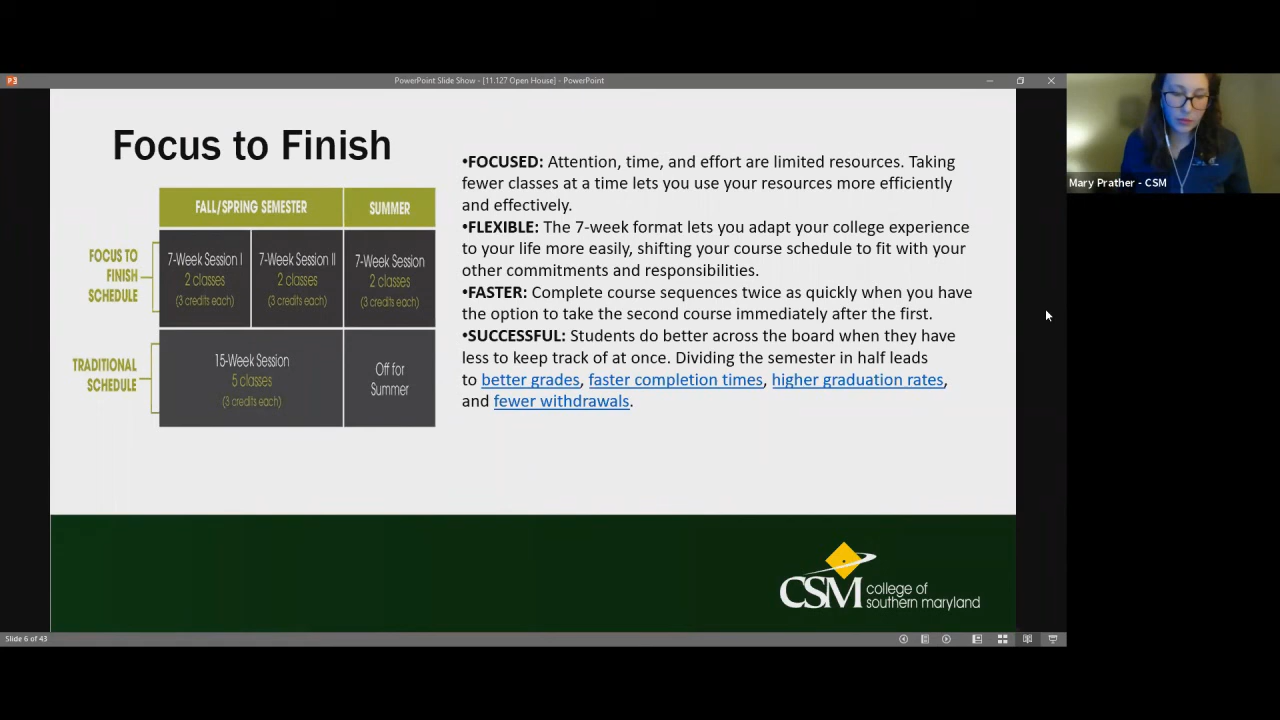 PowerPoint Slide Show - [11.127 Open House] - PowerPoint
Focus to Finish
FALL/SPRING SEMESTER
SUMMER
FOCUS TO
FINISH
SCHEDULE
7-Week Session I
2 classes
(3 credits each)
7-Week Session II
2 classes
(3 credits each)
7-Week Session
2 classes
(3 credits each)
TRADITIONAL
SCHEDULE
15-Week Session
5 classes
(3 credits each)
Off for
Summer
•FOCUSED: Attention, time, and effort are limited resources. Taking
fewer classes at a time lets you use your resources more efficiently
and effectively.
•FLEXIBLE: The 7-week format lets you adapt your college experience
to your life more easily, shifting your course schedule to fit with your
other commitments and responsibilities.
•FASTER: Complete course sequences twice as quickly when you have
the option to take the second course immediately after the first.
•SUCCESSFUL: Students do better across the board when they have
less to keep track of at once. Dividing the semester in half leads
to better grades, faster completion times, higher graduation rates,
and fewer withdrawals.
CSM college of
southern maryland
Slide 6 of 43
Mary Prather - CSM